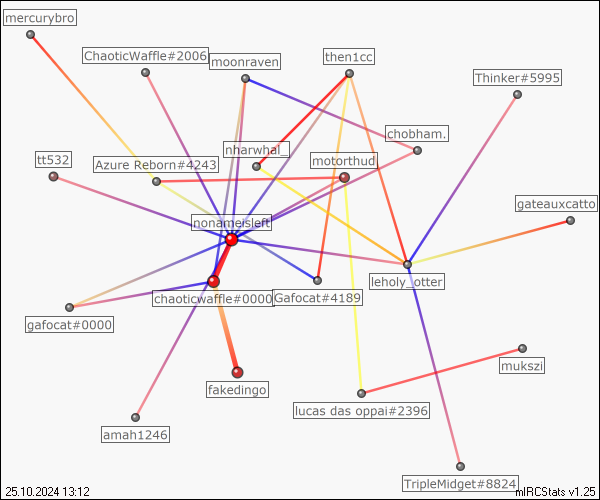 mercurybro
ChaoticWaffle#2006
moonraven
then1cc
Thinker#5995
chobham.
nharwhal_
motorthud.
tt532
Azure Reborn#4243
gateauxcatto
nonameisleft
leholy_otter
chaoticwaffle#0000
Gafocat#4189
gafocat#0000
mukszi
fakedingo
lucas das oppai#2396
amah1246
TripleMidget#8824
25.10.2024 13:12
mIRCStats v1.25